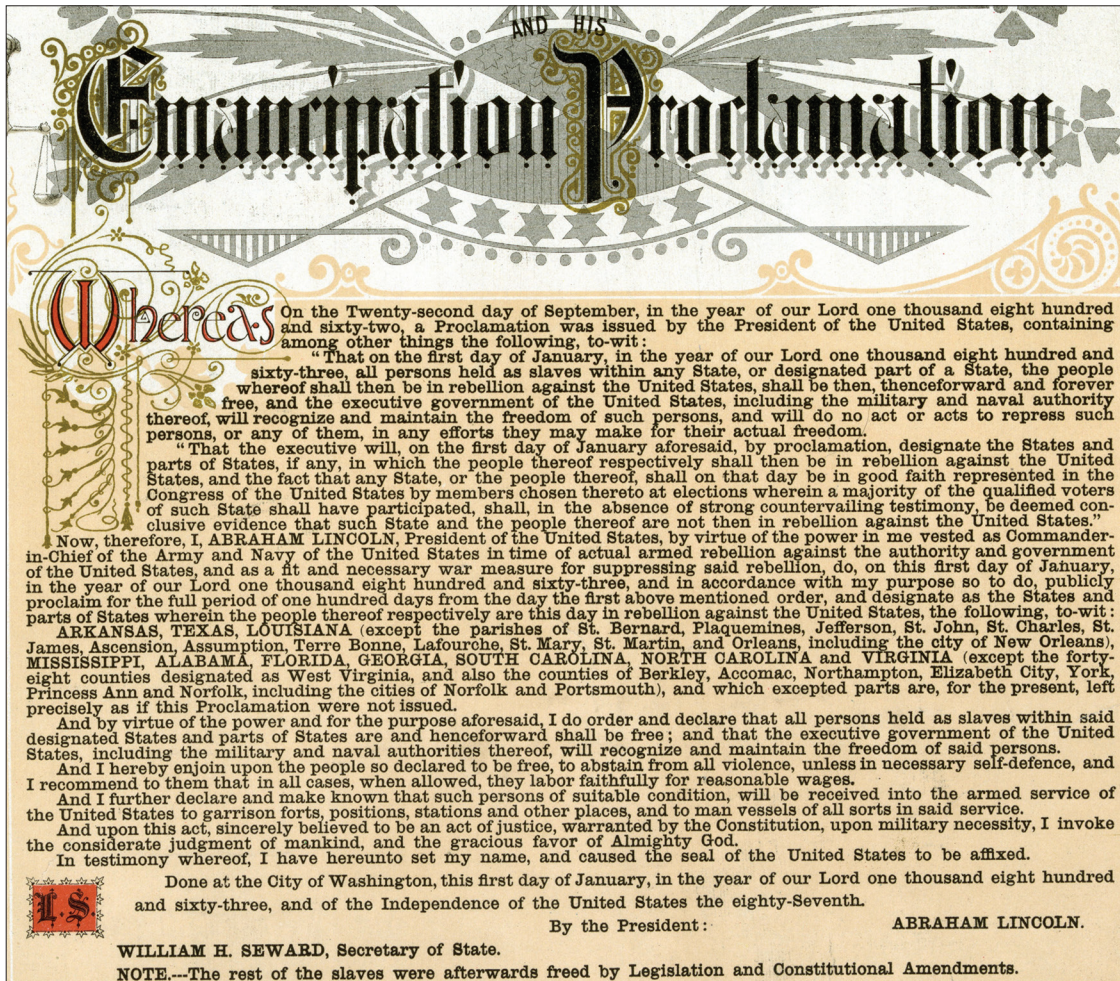 AND HIS
Emancipation Proclamation
Whereas On the Twenty-second day of September, in the year of our Lord one thousand eight hundred
and sixty-two, a Proclamation was issued by the President of the United States, containing
among other things the following, to-wit:
"That on the first day of January, in the year of our Lord one thousand eight hundred and
sixty-three, all persons held as slaves within any State, or designated part of a State, the people
whereof shall then be in rebellion against the United States, shall be then, thenceforward and forever
free, and the executive government of the United States, including the military and naval authority
thereof, will recognize and maintain the freedom of such persons, and will do no act or acts to repress such
persons, or any of them, in any efforts they may make for their actual freedom.
"That the executive will, on the first day of January aforesaid, by proclamation, designate the States and
parts of States, if any, in which the people thereof respectively shall then be in rebellion against the United
States, and the fact that any State, or the people thereof, shall on that day be in good faith represented in the
Congress of the United States by members chosen thereto at elections wherein a majority of the qualified voters
of such State shall have participated, shall, in the absence of strong countervailing testimony, be deemed con-
clusive evidence that such State and the people thereof are not then in rebellion against the United States."
Now, therefore, I, ABRAHAM LINCOLN, President of the United States, by virtue of the power in me vested as Commander-
in-Chief of the Army and Navy of the United States in time of actual armed rebellion against the authority and government
of the United States, and as a fit and necessary war measure for suppressing said rebellion, do, on this first day of January,
in the year of our Lord one thousand eight hundred and sixty-three, and in accordance with my purpose so to do, publicly
proclaim for the full period of one hundred days from the day the first above mentioned order, and designate as the States and
parts of States wherein the people thereof respectively are this day in rebellion against the United States, the following, to-wit:
ARKANSAS, TEXAS, LOUISIANA (except the parishes of St. Bernard, Plaquemines, Jefferson, St. John, St. Charles, St.
James, Ascension, Assumption, Terre Bonne, Lafourche, St. Mary, St. Martin, and Orleans, including the city of New Orleans),
MISSISSIPPI, ALABAMA, FLORIDA, GEORGIA, SOUTH CAROLINA, NORTH CAROLINA and VIRGINIA (except the forty-
eight counties designated as West Virginia, and also the counties of Berkley, Accomac, Northampton, Elizabeth City, York,
Princess Ann and Norfolk, including the cities of Norfolk and Portsmouth), and which excepted parts are, for the present, left
precisely as if this Proclamation were not issued.
And by virtue of the power and for the purpose aforesaid, I do order and declare that all persons held as slaves within said
designated States and parts of States are and henceforward shall be free; and that the executive government of the United
States, including the military and naval authorities thereof, will recognize and maintain the freedom of said persons.
And I hereby enjoin upon the people so declared to be free, to abstain from all violence, unless in necessary self-defence, and
I recommend to them that in all cases, when allowed, they labor faithfully for reasonable wages.
And I further declare and make known that such persons of suitable condition, will be received into the armed service of
the United States to garrison forts, positions, stations and other places, and to man vessels of all sorts in said service.
And upon this act, sincerely believed to be an act of justice, warranted by the Constitution, upon military necessity, I invoke
the considerate judgment of mankind, and the gracious favor of Almighty God.
In testimony whereof, I have hereunto set my name, and caused the seal of the United States to be affixed.
L.S.
Done at the City of Washington, this first day of January, in the year of our Lord one thousand eight hundred
and sixty-three, and of the Independence of the United States the eighty-Seventh.
By the President: ABRAHAM LINCOLN.
WILLIAM H. SEWARD, Secretary of State.
NOTE.---The rest of the slaves were afterwards freed by Legislation and Constitutional Amendments.